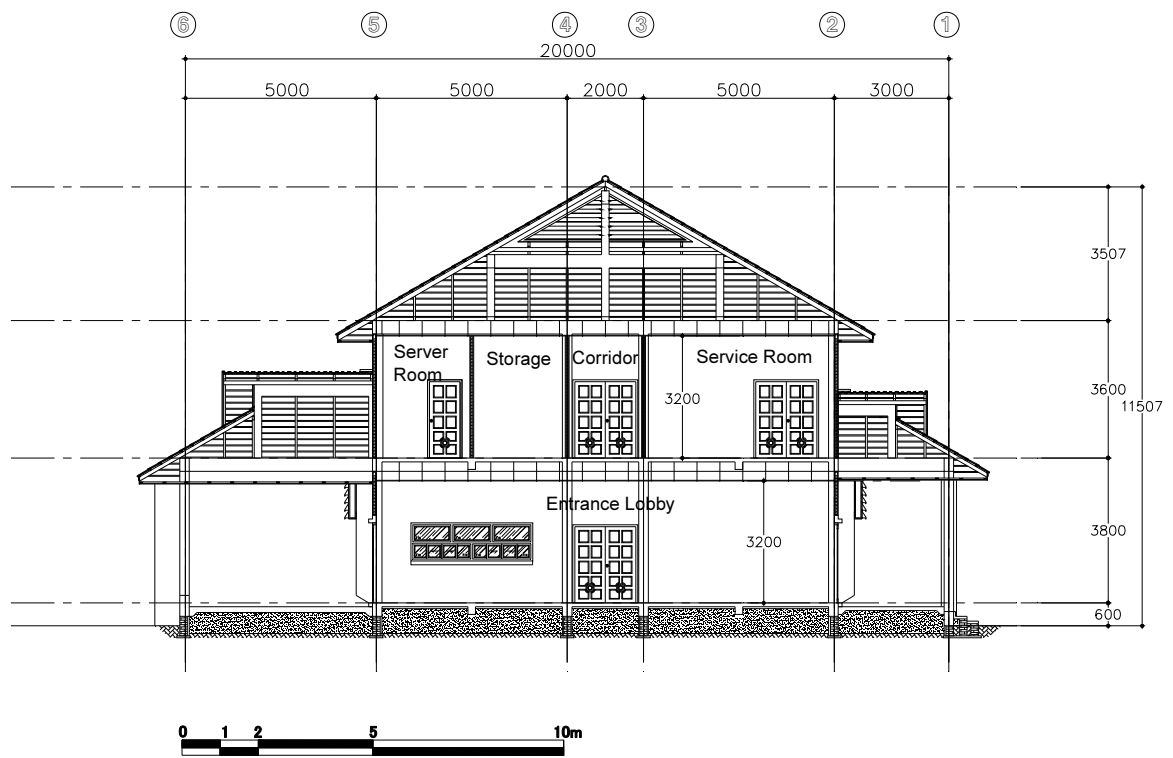 ⑥ ⑤ ④ ③ ② ①
20000
5000 5000 2000 5000 3000
3507
Server
Room
Storage
Corridor
Service Room
3200
3600
11507
Entrance Lobby
3200
3800
600
0 1 2 5 10m